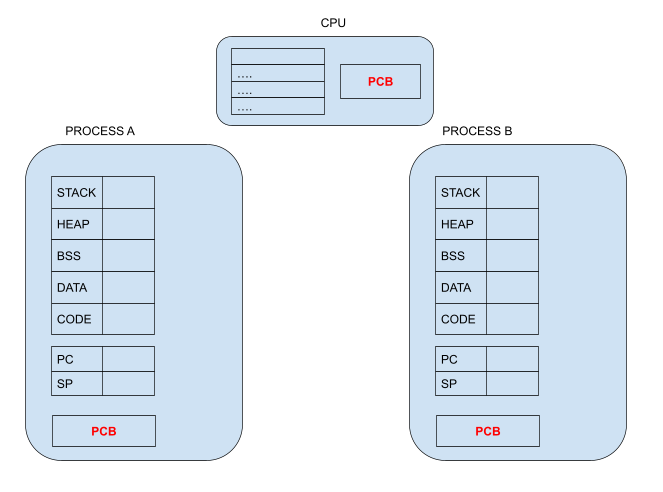 CPU
....
....
....
PCB
PROCESS A
STACK
HEAP
BSS
DATA
CODE
PC
SP
PCB
PROCESS B
STACK
HEAP
BSS
DATA
CODE
PC
SP
PCB